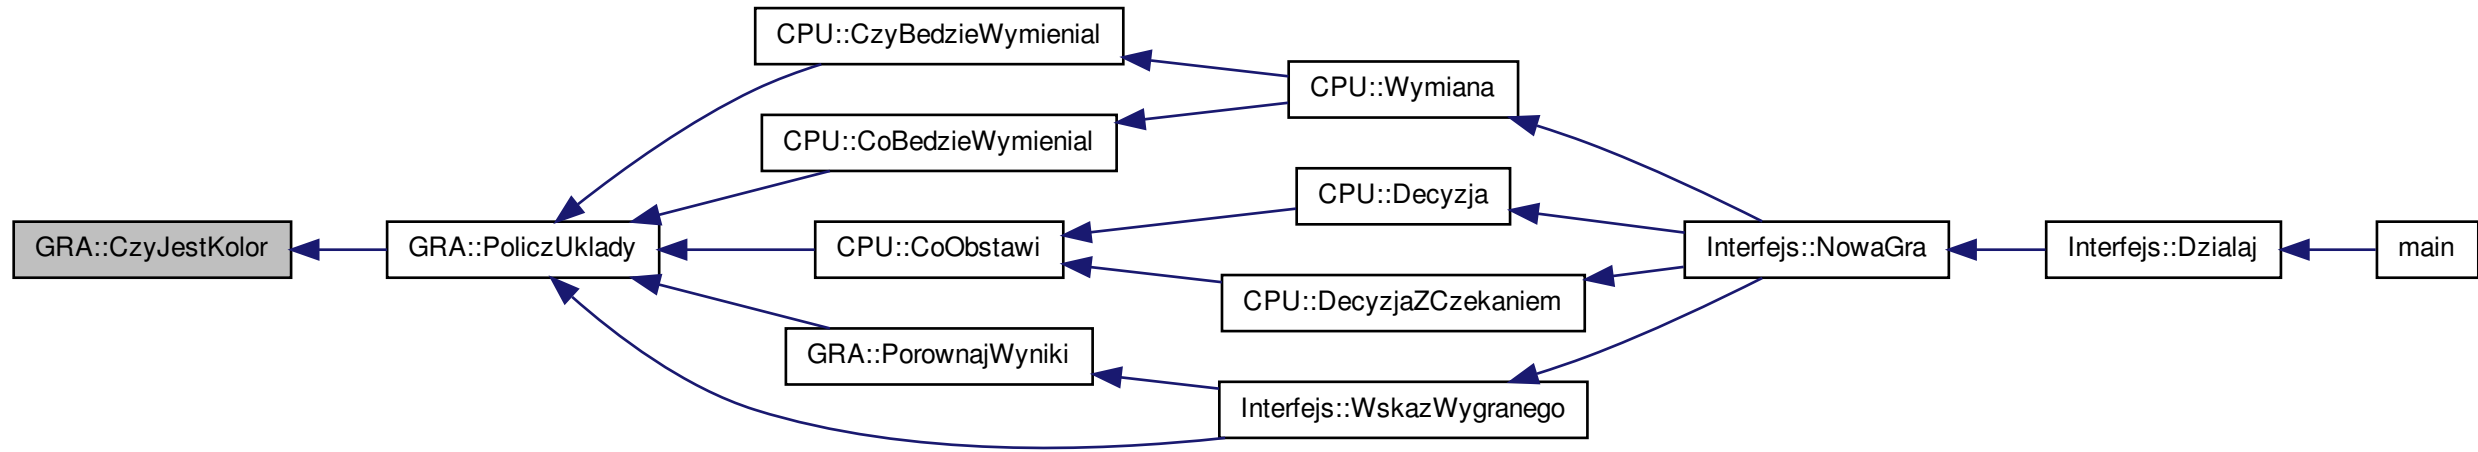 CPU::CzyBedzieWymienial
CPU::Wymiana
CPU::CoBedzieWymienial
CPU::Decyzja
GRA::CzyJestKolor
GRA::PoliczUklady
CPU::CoObstawi
Interfejs::NowaGra
Interfejs::Dzialaj
main
CPU::DecyzjaZCzekaniem
GRA::PorownajWyniki
Interfejs::WskazWygranego